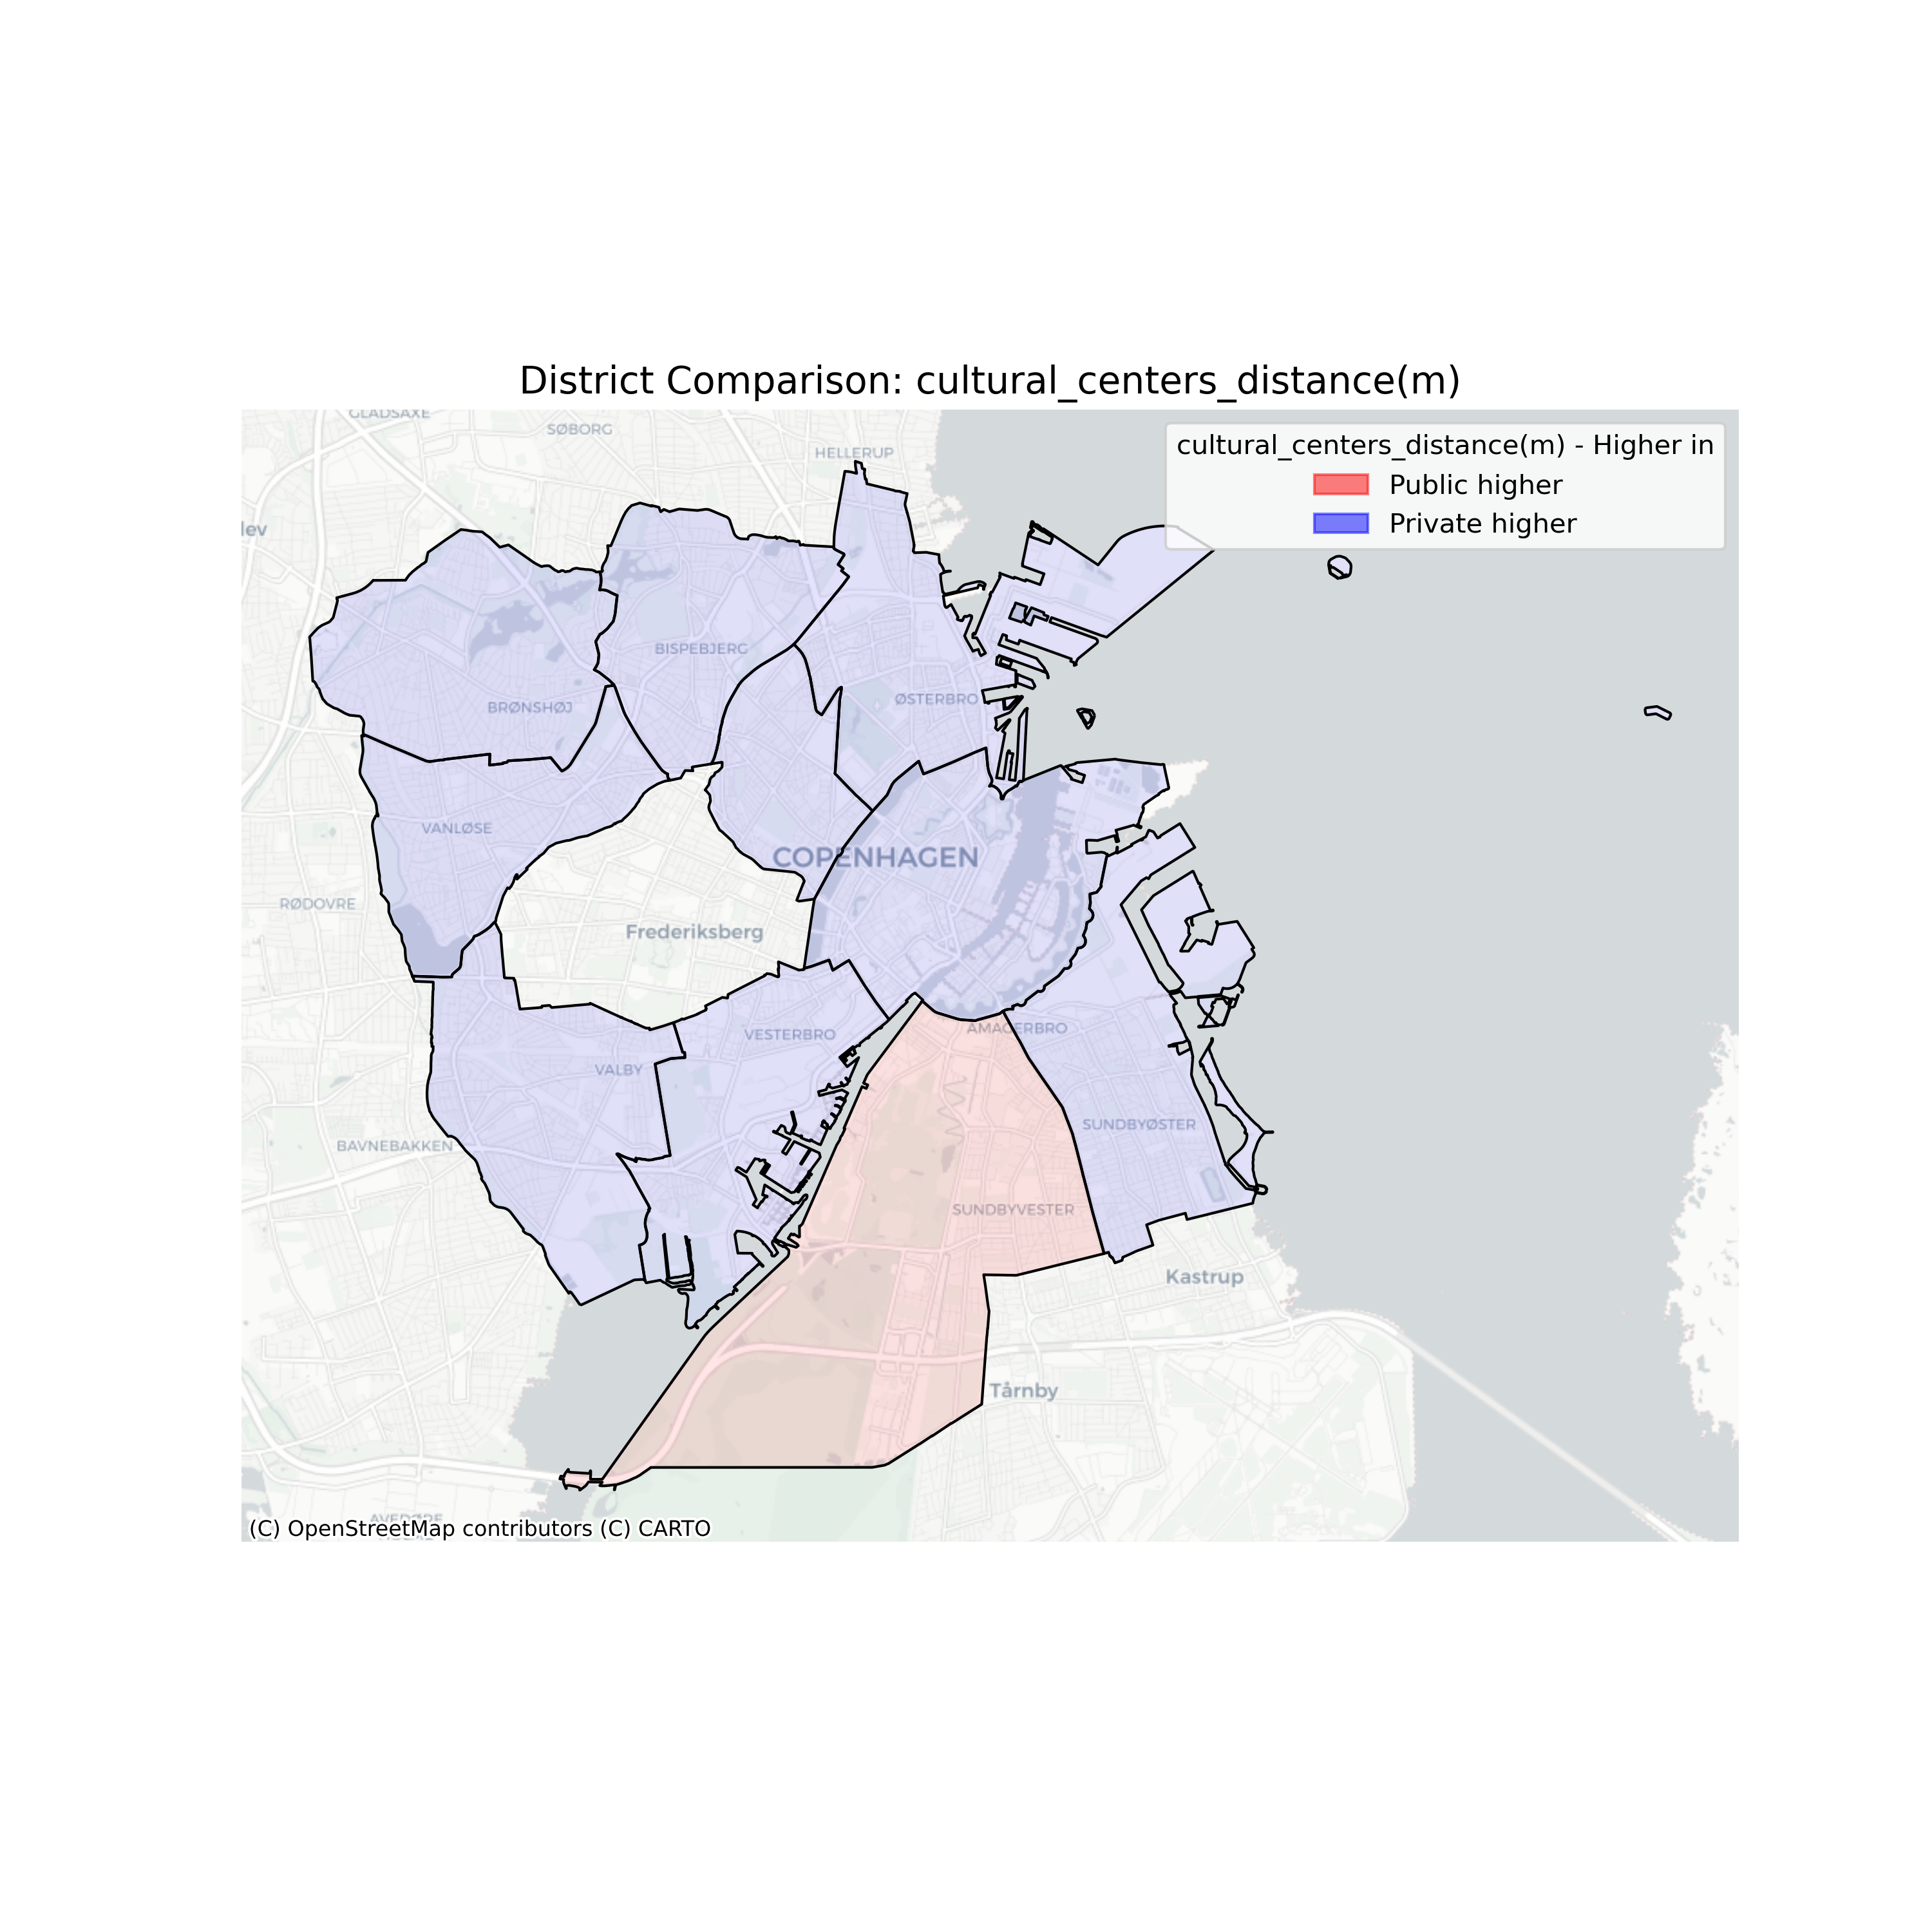 District Comparison: cultural_centers_distance(m)
GLADSAXE
SØBORG
HELLERUP
cultural_centers_distance(m) - Higher in
Public higher
Private higher
lev
BISPEBJERG
ØSTERBRO
BRØNSHØJ
VANLØSE
COPENHAGEN
RØDOVRE
Frederiksberg
AMAGERBRO
VESTERBRO
VALBY
SUNDBYØSTER
BAVNEBAKKEN
SUNDBYVESTER
Kastrup
Tårnby
AVEDØRE
(C) OpenStreetMap contributors (C) CARTO